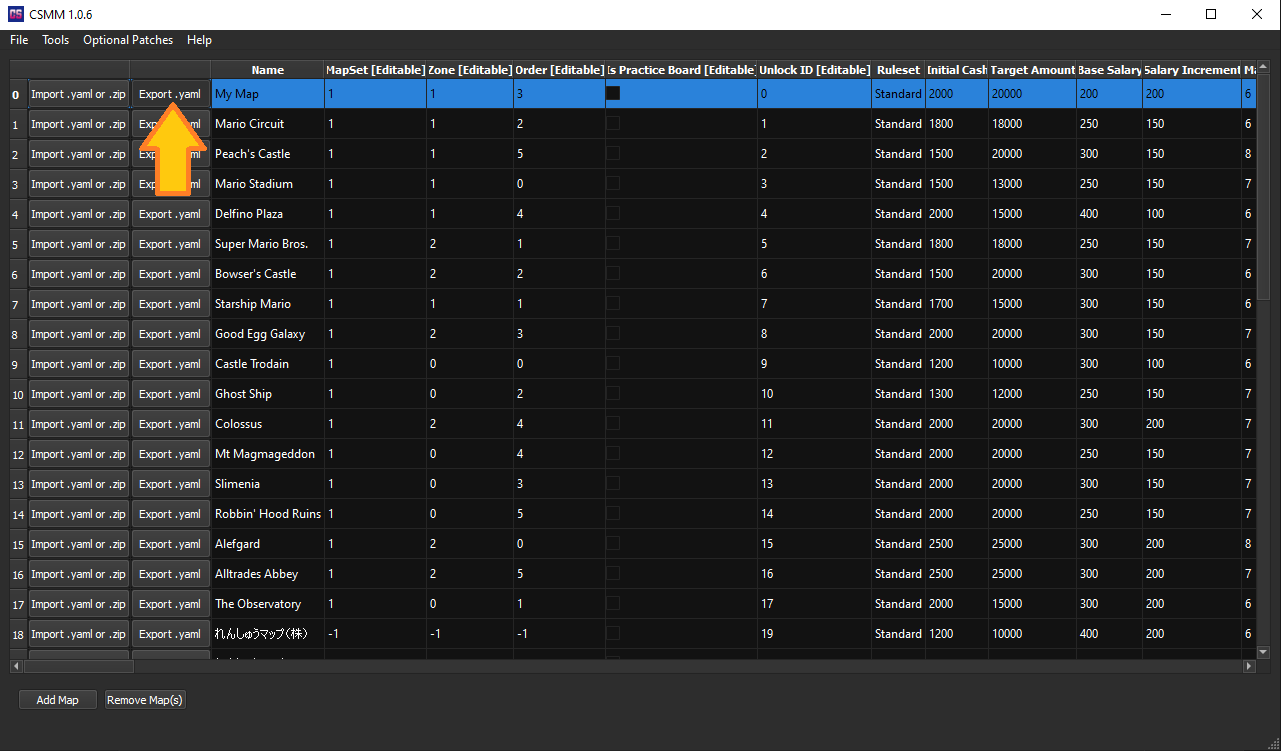 CS CSMM 1.0.6
File Tools Optional Patches Help
Name MapSet [Editable] Zone [Editable] Order [Editable] Is Practice Board [Editable] Unlock ID [Editable] Ruleset Initial Cash Target Amount Base Salary Salary Increment
0 Import .yaml or .zip Export .yaml My Map 1 1 3 0 Standard 2000 20000 200 200 6
1 Import .yaml or .zip Mario Circuit 1 1 2 1 Standard 1800 18000 250 150 6
2 Import .yaml or .zip Peach's Castle 1 1 5 2 Standard 1500 20000 300 150 8
3 Import .yaml or .zip Mario Stadium 1 1 0 3 Standard 1500 13000 250 150 7
4 Import .yaml or .zip Export .yaml Delfino Plaza 1 1 4 4 Standard 2000 15000 400 100 6
5 Import .yaml or .zip Export .yaml Super Mario Bros. 1 2 1 5 Standard 1800 18000 250 150 7
6 Import .yaml or .zip Export .yaml Bowser's Castle 1 2 2 6 Standard 1500 20000 300 150 6
7 Import .yaml or .zip Export .yaml Starship Mario 1 1 1 7 Standard 1700 15000 300 150 6
8 Import .yaml or .zip Export .yaml Good Egg Galaxy 1 2 3 8 Standard 2000 20000 300 150 7
9 Import .yaml or .zip Export .yaml Castle Trodain 1 0 0 9 Standard 1200 10000 300 100 6
10 Import .yaml or .zip Export .yaml Ghost Ship 1 0 2 10 Standard 1300 12000 250 150 7
11 Import .yaml or .zip Export .yaml Colossus 1 2 4 11 Standard 2000 20000 300 200 7
12 Import .yaml or .zip Export .yaml Mt Magmageddon 1 0 4 12 Standard 2000 20000 250 150 7
13 Import .yaml or .zip Export .yaml Slimenia 1 0 3 13 Standard 2000 20000 300 150 7
14 Import .yaml or .zip Export .yaml Robbin' Hood Ruins 1 0 5 14 Standard 2000 20000 250 150 7
15 Import .yaml or .zip Export .yaml Alefgard 1 2 0 15 Standard 2500 25000 300 200 8
16 Import .yaml or .zip Export .yaml Alltrades Abbey 1 2 5 16 Standard 2500 25000 300 200 7
17 Import .yaml or .zip Export .yaml The Observatory 1 0 1 17 Standard 2000 15000 300 200 6
18 Import .yaml or .zip Export .yaml れんしゅうマップ(株) -1 -1 -1 19 Standard 1200 10000 400 200 6
Add Map Remove Map(s)